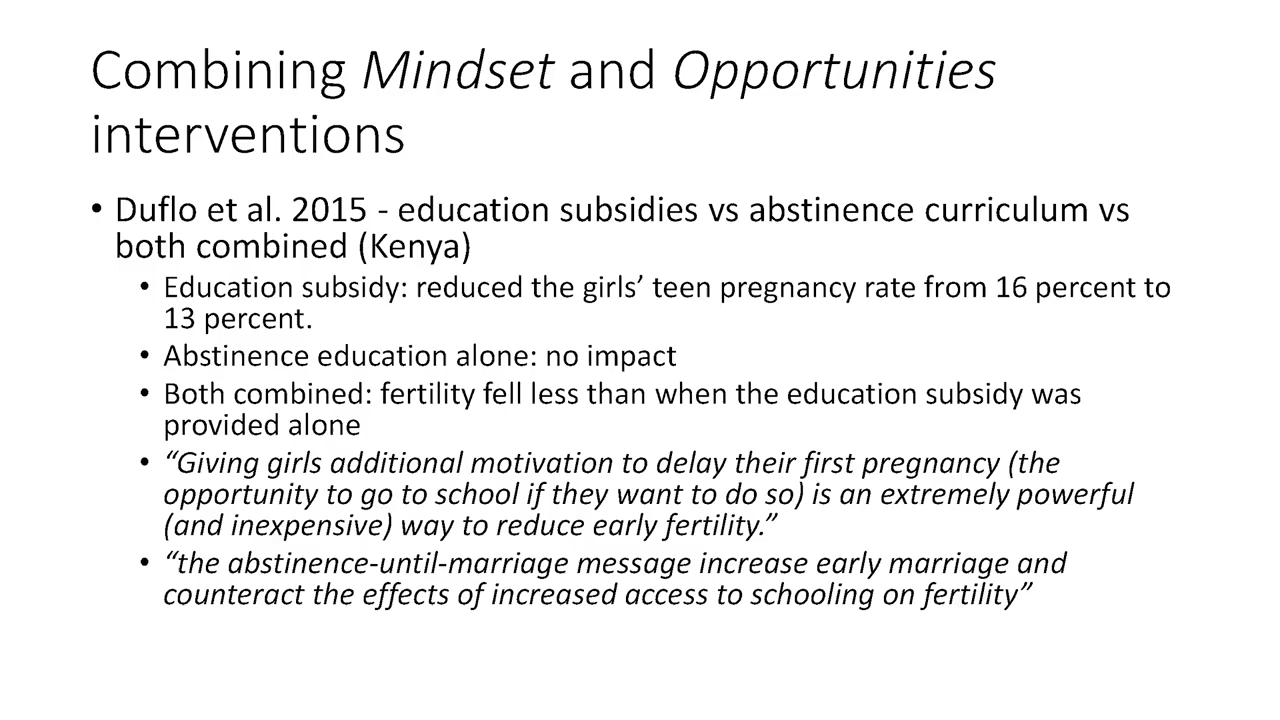 Combining Mindset and Opportunities
interventions
• Duflo et al. 2015 - education subsidies vs abstinence curriculum vs
both combined (Kenya)
• Education subsidy: reduced the girls’ teen pregnancy rate from 16 percent to
13 percent.
• Abstinence education alone: no impact
• Both combined: fertility fell less than when the education subsidy was
provided alone
• “Giving girls additional motivation to delay their first pregnancy (the
opportunity to go to school if they want to do so) is an extremely powerful
(and inexpensive) way to reduce early fertility.”
• “the abstinence-until-marriage message increase early marriage and
counteract the effects of increased access to schooling on fertility”